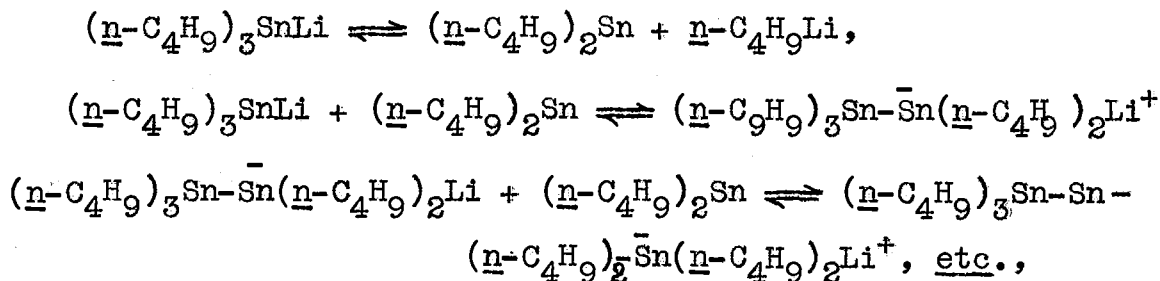 (n-C4H9)3SnLi ⇌ (n-C4H9)2Sn + n-C4H9Li,
(n-C4H9)3SnLi + (n-C4H9)2Sn ⇌ (n-C9H9)3Sn-S̄n(n-C4H9)2Li+
(n-C4H9)3Sn-S̄n(n-C4H9)2Li + (n-C4H9)2Sn ⇌ (n-C4H9)3Sn-Sn-
(n-C4H9)2-S̄n(n-C4H9)2Li+, etc.,